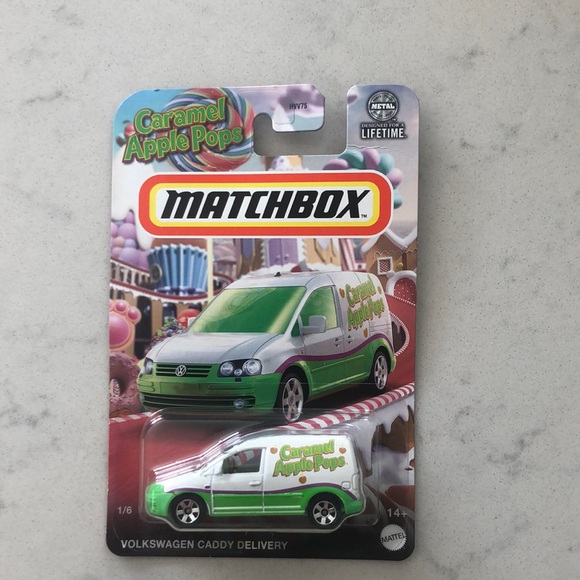 Caramel
Apple Pops
HVV75
METAL
DESIGNED FOR A
LIFETIME
MATCHBOX™
Caramel
Apple Pops
Caramel
Apple Pops
1/6
14+
MATTEL
VOLKSWAGEN CADDY DELIVERY